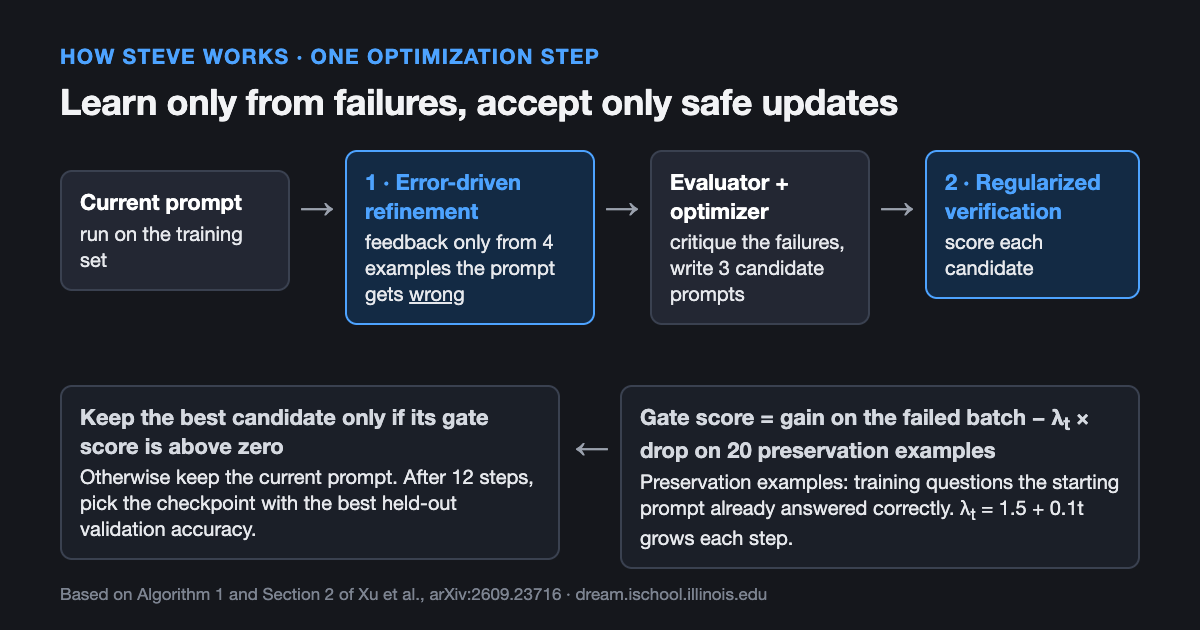 HOW STEVE WORKS · ONE OPTIMIZATION STEP
Learn only from failures, accept only safe updates
Current prompt
run on the training
set
→
1 · Error-driven
refinement
feedback only from 4
examples the prompt
gets wrong
→
Evaluator +
optimizer
critique the failures,
write 3 candidate
prompts
→
2 · Regularized
verification
score each
candidate
Keep the best candidate only if its gate
score is above zero
Otherwise keep the current prompt. After 12 steps,
pick the checkpoint with the best held-out
validation accuracy.
←
Gate score = gain on the failed batch − λt ×
drop on 20 preservation examples
Preservation examples: training questions the starting
prompt already answered correctly. λt = 1.5 + 0.1t
grows each step.
Based on Algorithm 1 and Section 2 of Xu et al., arXiv:2609.23716 · dream.ischool.illinois.edu